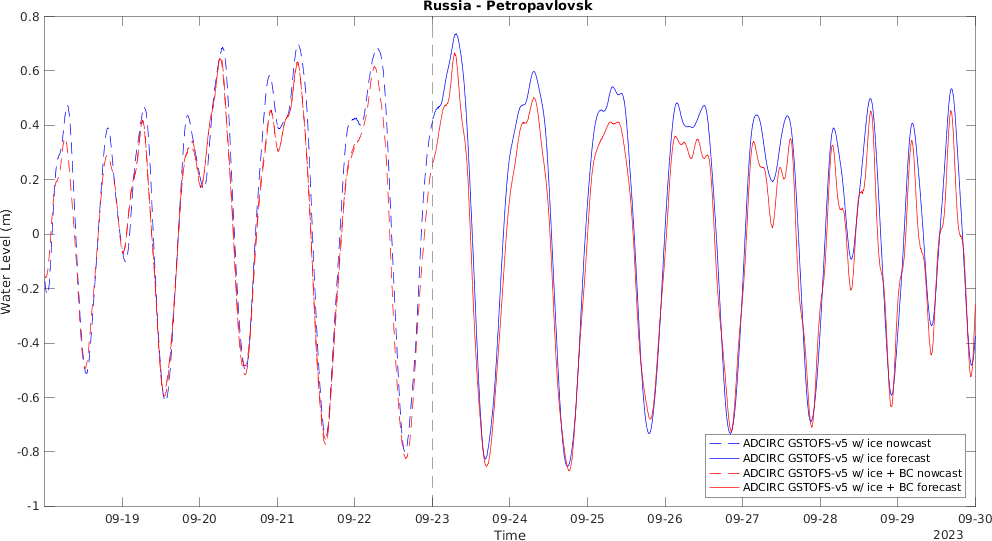 Russia - Petropavlovsk
0.8
0.6
0.4
0.2
0
-0.2
-0.4
-0.6
-0.8
-1
Water Level (m)
ADCIRC GSTOFS-v5 w/ ice nowcast
ADCIRC GSTOFS-v5 w/ ice forecast
ADCIRC GSTOFS-v5 w/ ice + BC nowcast
ADCIRC GSTOFS-v5 w/ ice + BC forecast
09-19 09-20 09-21 09-22 09-23 09-24 09-25 09-26 09-27 09-28 09-29 09-30
Time
2023